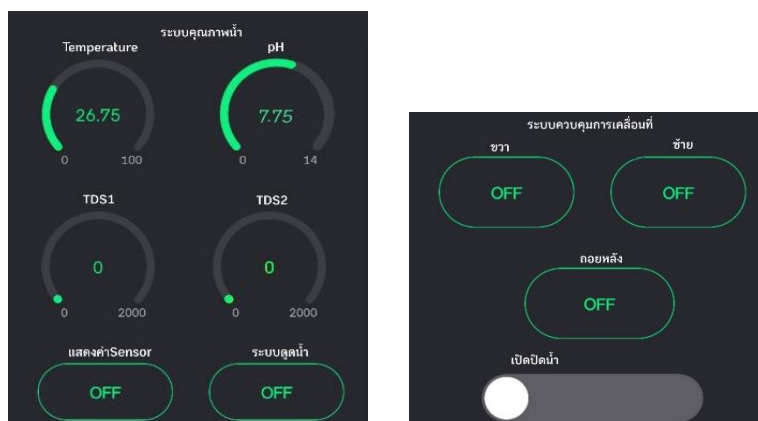 ระบบคุณภาพน้ำ
Temperature pH
26.75 7.75
0 100 0 14
TDS1 TDS2
0 0
0 2000 0 2000
แสดงค่าSensor ระบบดูดน้ำ
OFF OFF
ระบบควบคุมการเคลื่อนที่
ขวา ซ้าย
OFF OFF
ถอยหลัง
OFF
เปิดปิดน้ำ